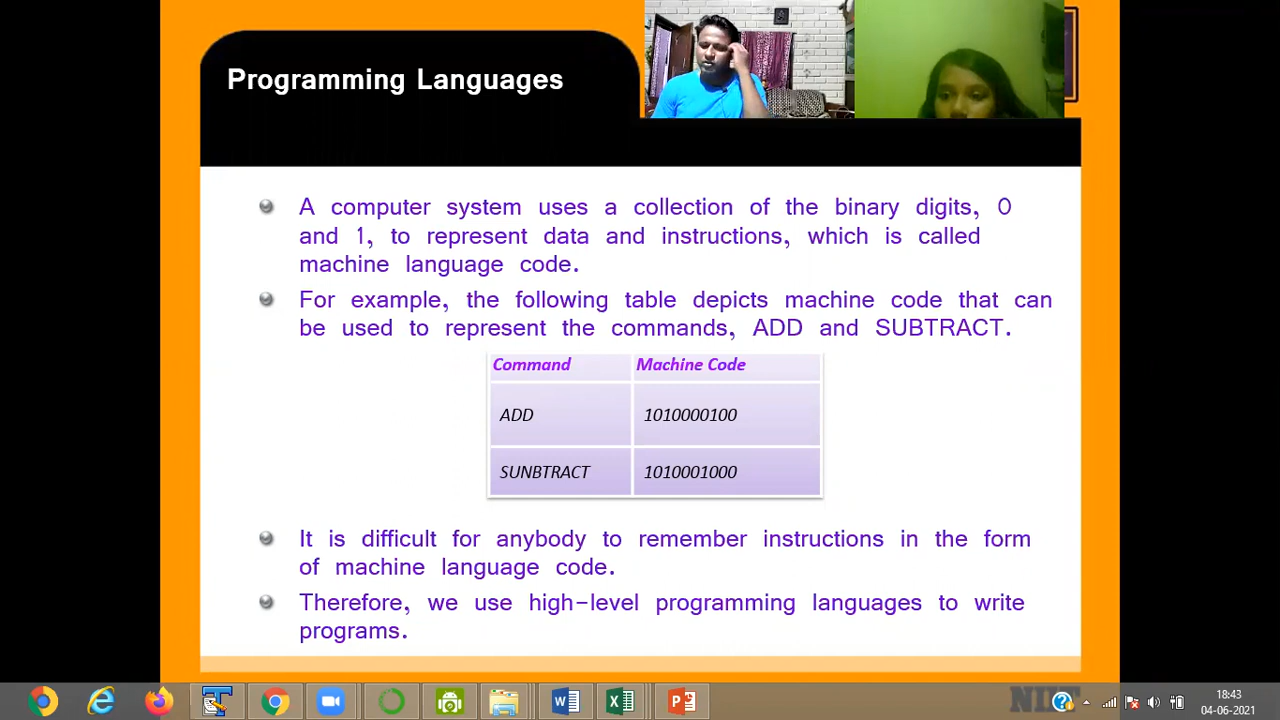 Programming Languages
A computer system uses a collection of the binary digits, 0
and 1, to represent data and instructions, which is called
machine language code.
For example, the following table depicts machine code that can
be used to represent the commands, ADD and SUBTRACT.
Command Machine Code
ADD 1010000100
SUNBTRACT 1010001000
It is difficult for anybody to remember instructions in the form
of machine language code.
Therefore, we use high-level programming languages to write
programs.
NIIT
18:43
04-06-2021